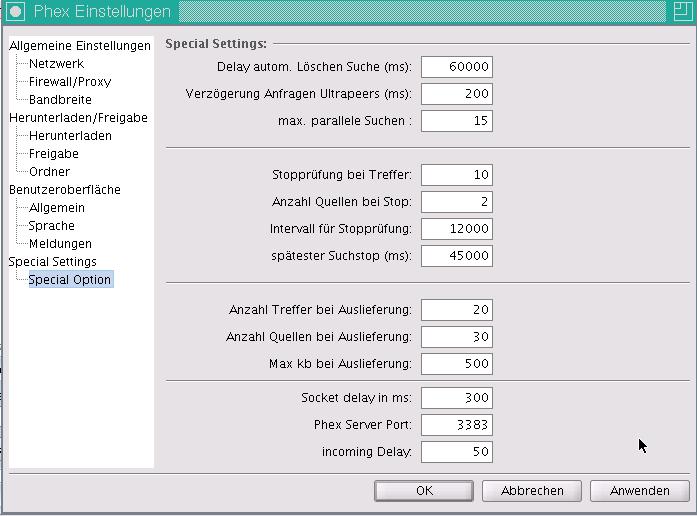 Phex Einstellungen
Allgemeine Einstellungen
Netzwerk
Firewall/Proxy
Bandbreite
Herunterladen/Freigabe
Herunterladen
Freigabe
Ordner
Benutzeroberfläche
Allgemein
Sprache
Meldungen
Special Settings
Special Option
Special Settings:
Delay autom. Löschen Suche (ms): 60000
Verzögerung Anfragen Ultrapeers (ms): 200
max. parallele Suchen : 15
Stopprüfung bei Treffer: 10
Anzahl Quellen bei Stop: 2
Intervall für Stopprüfung: 12000
spätester Suchstop (ms): 45000
Anzahl Treffer bei Auslieferung: 20
Anzahl Quellen bei Auslieferung: 30
Max kb bei Auslieferung: 500
Socket delay in ms: 300
Phex Server Port: 3383
incoming Delay: 50
OK
Abbrechen
Anwenden